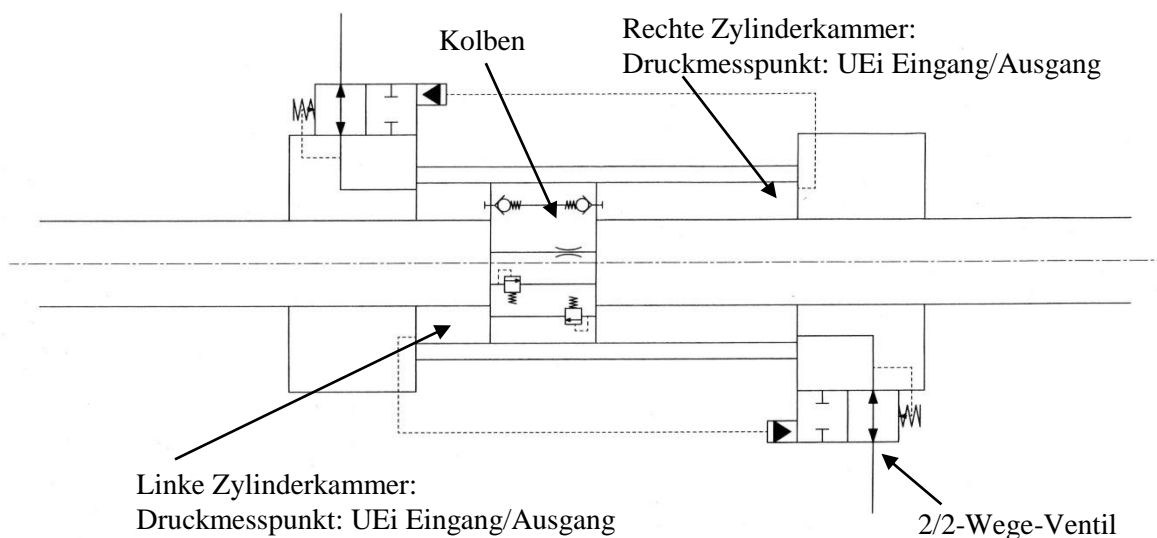 Kolben
Rechte Zylinderkammer:
Druckmesspunkt: UEi Eingang/Ausgang
Linke Zylinderkammer:
Druckmesspunkt: UEi Eingang/Ausgang
2/2-Wege-Ventil